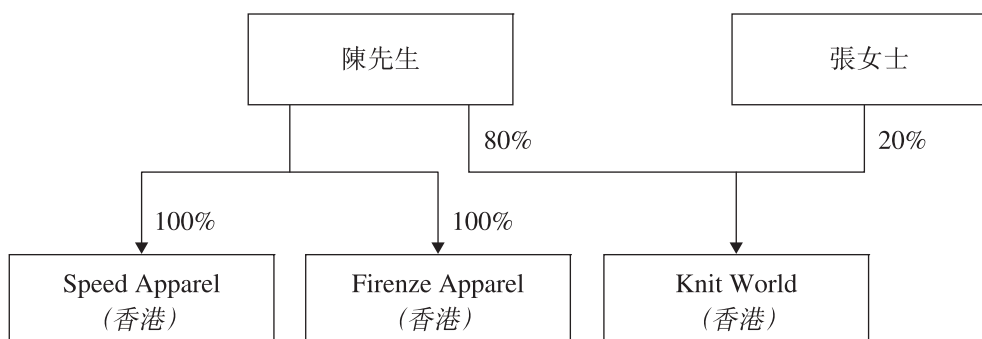 陳先生
張女士
80%
20%
100%
100%
Speed Apparel
(香港)
Firenze Apparel
(香港)
Knit World
(香港)